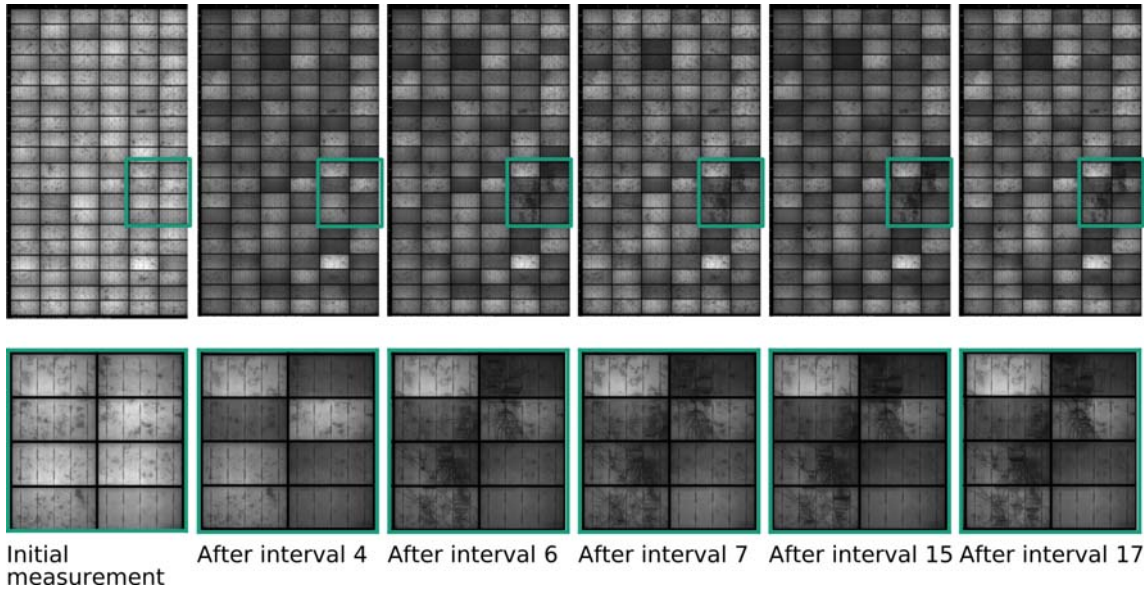 Initial
measurement
After interval 4
After interval 6
After interval 7
After interval 15
After interval 17